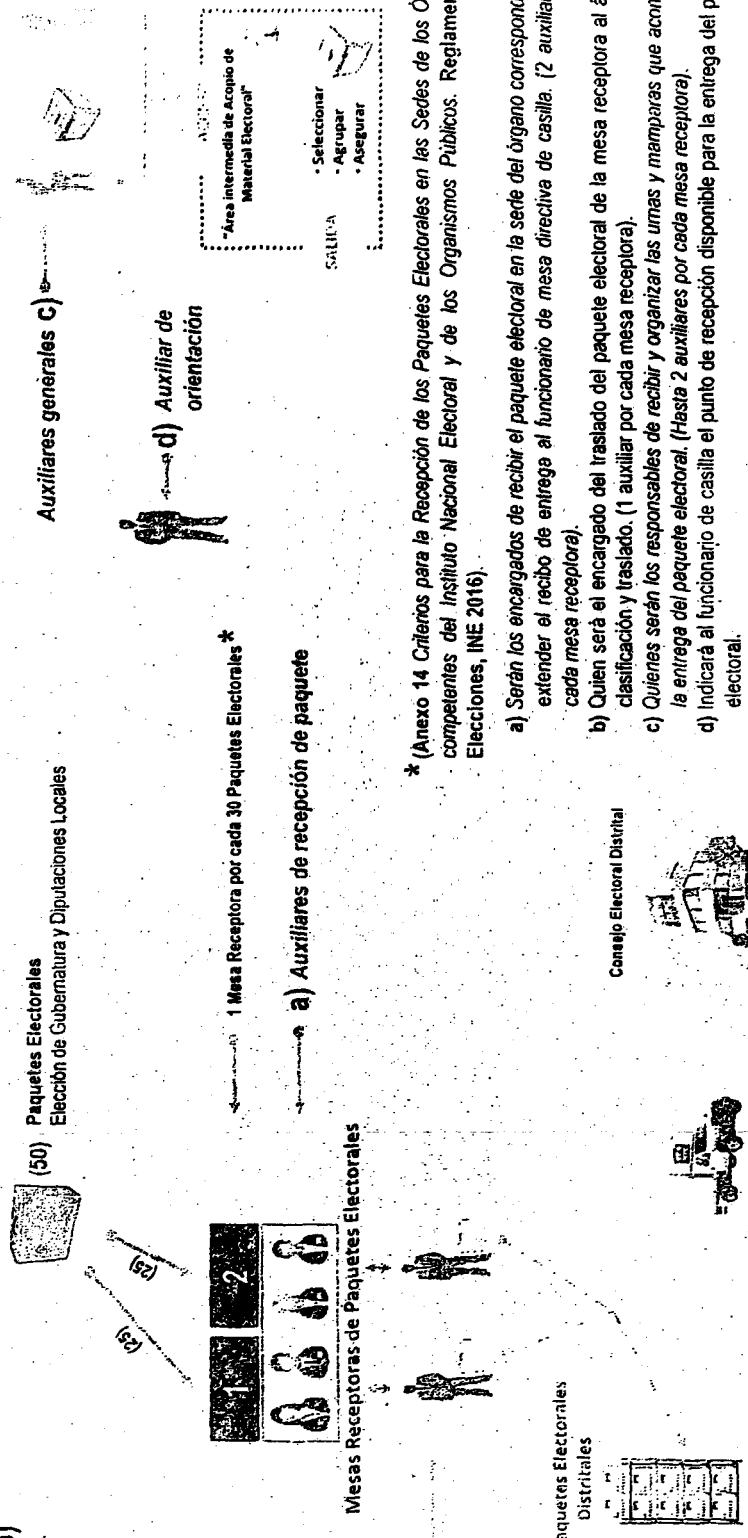 (50) Paquetes Electorales
Elección de Gubernatura y Diputaciones Locales
(25)
(25)
1 2
Mesas Receptoras de Paquetes Electorales
1 Mesa Receptora por cada 30 Paquetes Electorales*
a) Auxiliares de recepción de paquete
Auxiliares generales c)
d) Auxiliar de
orientación
"Área intermedia de Acopio de
Material Electoral"
SALIDA
• Seleccionar
• Agrupar
• Asegurar
Paquetes Electorales
Distritales
Consejo Electoral Distrital
* (Anexo 14 Criterios para la Recepción de los Paquetes Electorales en las Sedes de los Ó
competentes del Instituto Nacional Electoral y de los Organismos Públicos. Reglamen
Elecciones, INE 2016).
a) Serán los encargados de recibir el paquete electoral en la sede del órgano correspond
extender el recibo de entrega al funcionario de mesa directiva de casilla. (2 auxilia
cada mesa receptora).
b) Quien será el encargado del traslado del paquete electoral de la mesa receptora al á
clasificación y traslado. (1 auxiliar por cada mesa receptora).
c) Quienes serán los responsables de recibir y organizar las urnas y mamparas que acom
la entrega del paquete electoral. (Hasta 2 auxiliares por cada mesa receptora).
d) Indicará al funcionario de casilla el punto de recepción disponible para la entrega del p
electoral.